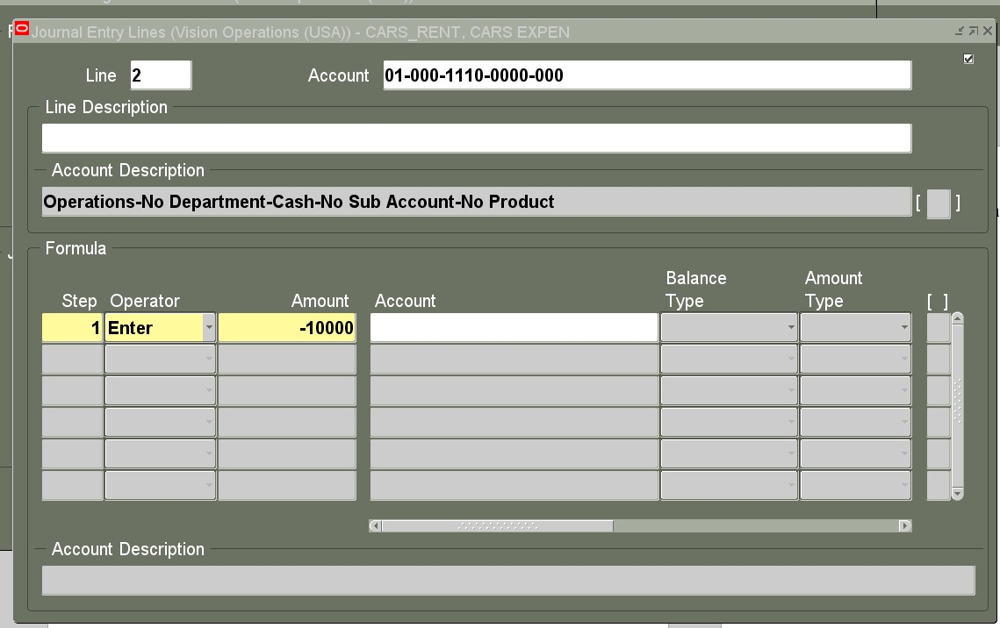 Journal Entry Lines (Vision Operations (USA)) - CARS_RENT, CARS EXPEN
Line 2 Account 01-000-1110-0000-000
Line Description
Account Description
Operations-No Department-Cash-No Sub Account-No Product [ ]
Formula
Balance Amount
Step Operator Amount Account Type Type [ ]
1 Enter -10000
Account Description